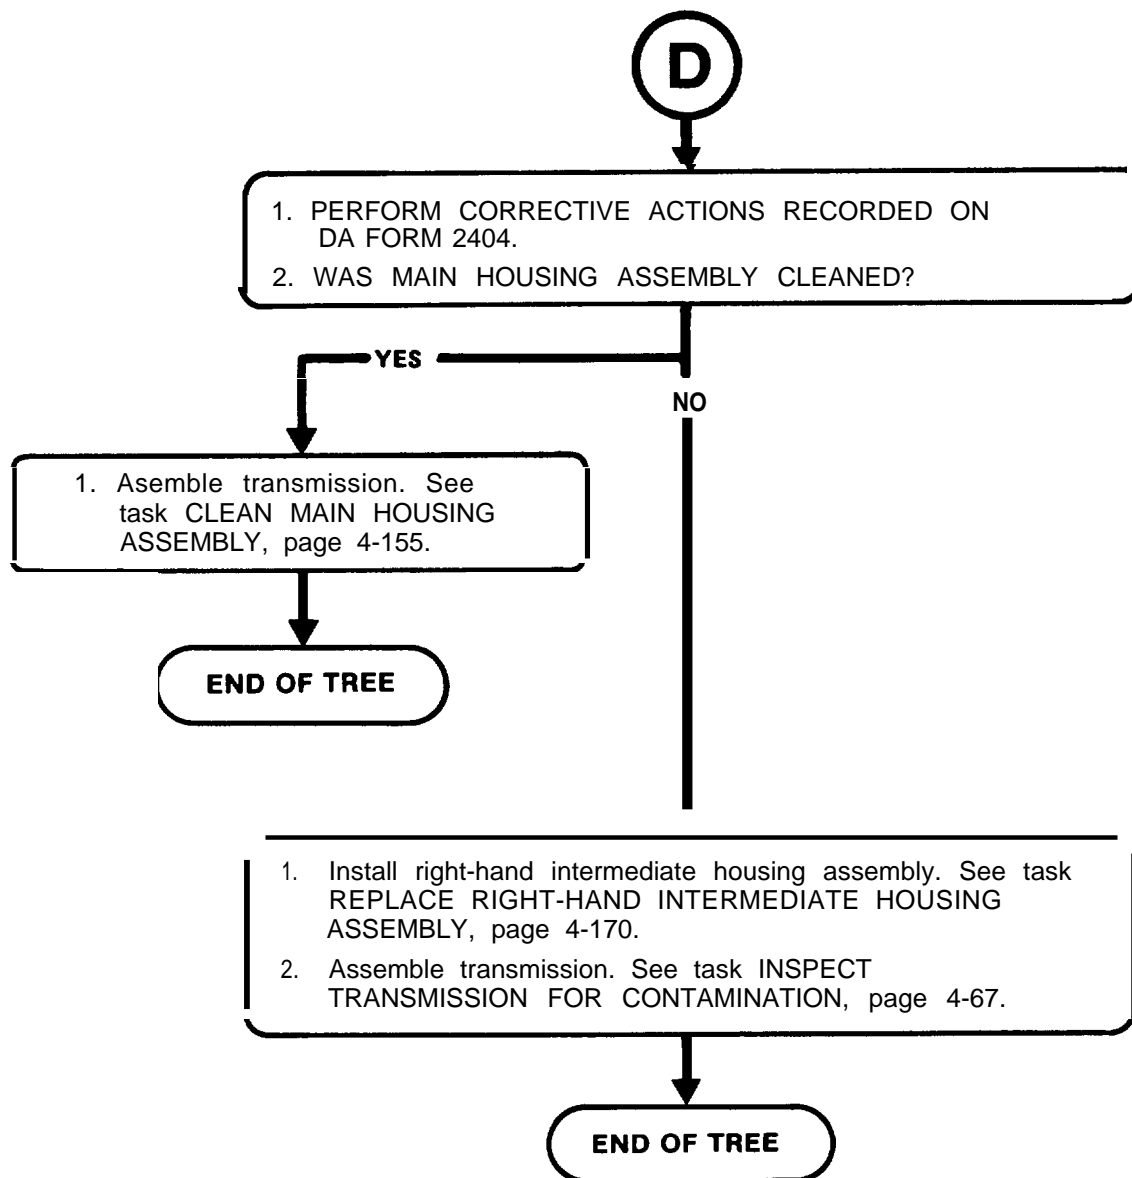 D
1. PERFORM CORRECTIVE ACTIONS RECORDED ON
DA FORM 2404.
2. WAS MAIN HOUSING ASSEMBLY CLEANED?
YES
NO
1. Asemble transmission. See
task CLEAN MAIN HOUSING
ASSEMBLY, page 4-155.
END OF TREE
1. Install right-hand intermediate housing assembly. See task
REPLACE RIGHT-HAND INTERMEDIATE HOUSING
ASSEMBLY, page 4-170.
2. Assemble transmission. See task INSPECT
TRANSMISSION FOR CONTAMINATION, page 4-67.
END OF TREE